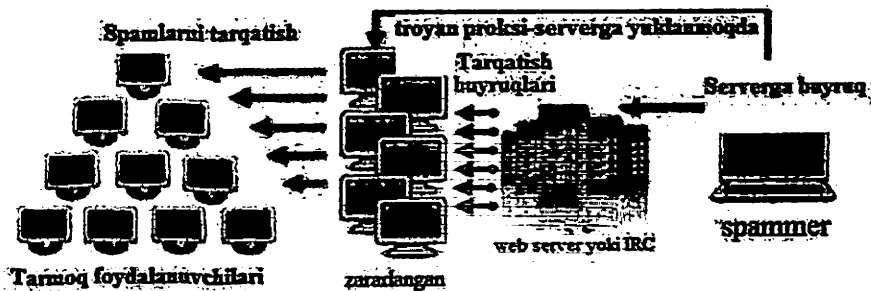 Spamlarni tarqatish
troyan proksi-serverga yuklanmoqda
Tarqatish
buyruqlari
Serverga buyruq
spammer
web server yoki IRC
Tarmoq foydalanuvchilari
zararlangan